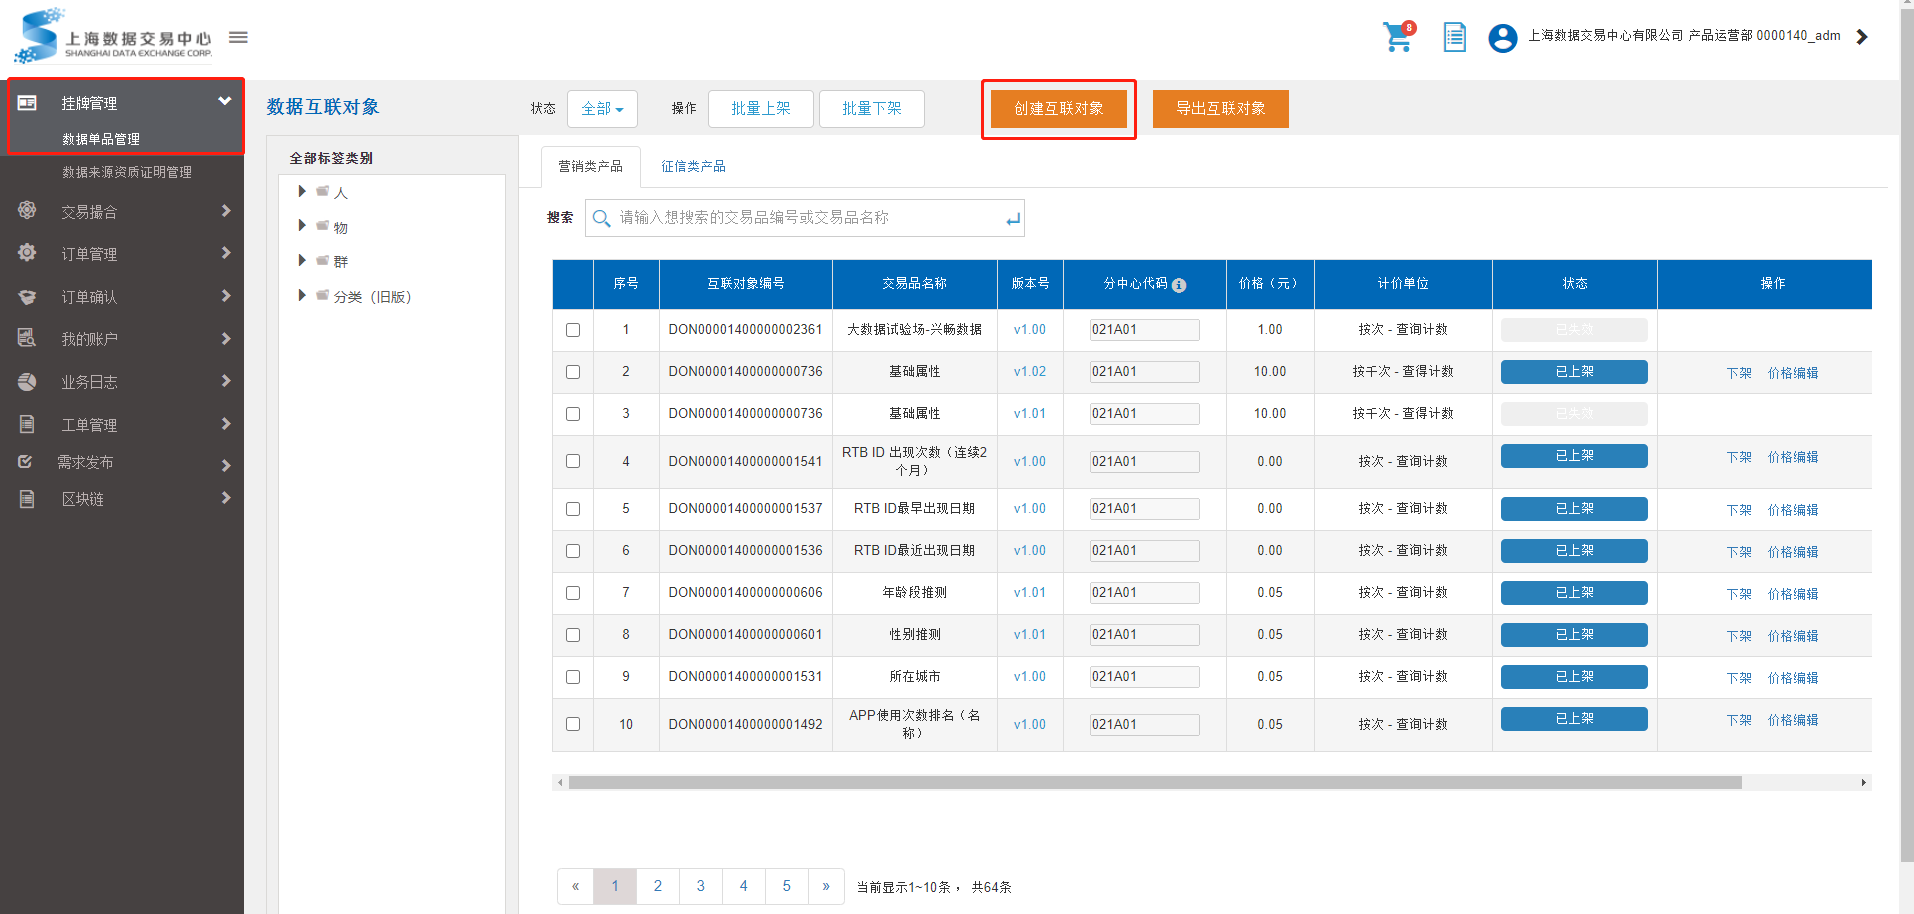 上海数据交易中心
SHANGHAI DATA EXCHANGE CORP.
8
上海数据交易中心有限公司 产品运营部 0000140_adm
挂牌管理
数据单品管理
数据来源资质证明管理
交易撮合
订单管理
订单确认
我的账户
业务日志
工单管理
需求发布
区块链
数据互联对象
状态 全部 操作 批量上架 批量下架 创建互联对象 导出互联对象
全部标签类别
人
物
群
分类（旧版）
营销类产品 征信类产品
搜索 请输入想搜索的交易品编号或交易品名称
序号 互联对象编号 交易品名称 版本号 分中心代码 价格（元） 计价单位 状态 操作
1 DON00001400000002361 大数据试验场-兴畅数据 v1.00 021A01 1.00 按次 - 查询计数 已失效
2 DON00001400000000736 基础属性 v1.02 021A01 10.00 按千次 - 查得计数 已上架 下架 价格编辑
3 DON00001400000000736 基础属性 v1.01 021A01 10.00 按千次 - 查得计数 已失效
4 DON00001400000001541 RTB ID 出现次数（连续2个月） v1.00 021A01 0.00 按次 - 查询计数 已上架 下架 价格编辑
5 DON00001400000001537 RTB ID最早出现日期 v1.00 021A01 0.00 按次 - 查询计数 已上架 下架 价格编辑
6 DON00001400000001536 RTB ID最近出现日期 v1.00 021A01 0.00 按次 - 查询计数 已上架 下架 价格编辑
7 DON00001400000000606 年龄段推测 v1.01 021A01 0.05 按次 - 查询计数 已上架 下架 价格编辑
8 DON00001400000000601 性别推测 v1.01 021A01 0.05 按次 - 查询计数 已上架 下架 价格编辑
9 DON00001400000001531 所在城市 v1.00 021A01 0.05 按次 - 查询计数 已上架 下架 价格编辑
10 DON00001400000001492 APP使用次数排名（名称） v1.00 021A01 0.05 按次 - 查询计数 已上架 下架 价格编辑
« 1 2 3 4 5 » 当前显示1~10条 ， 共64条